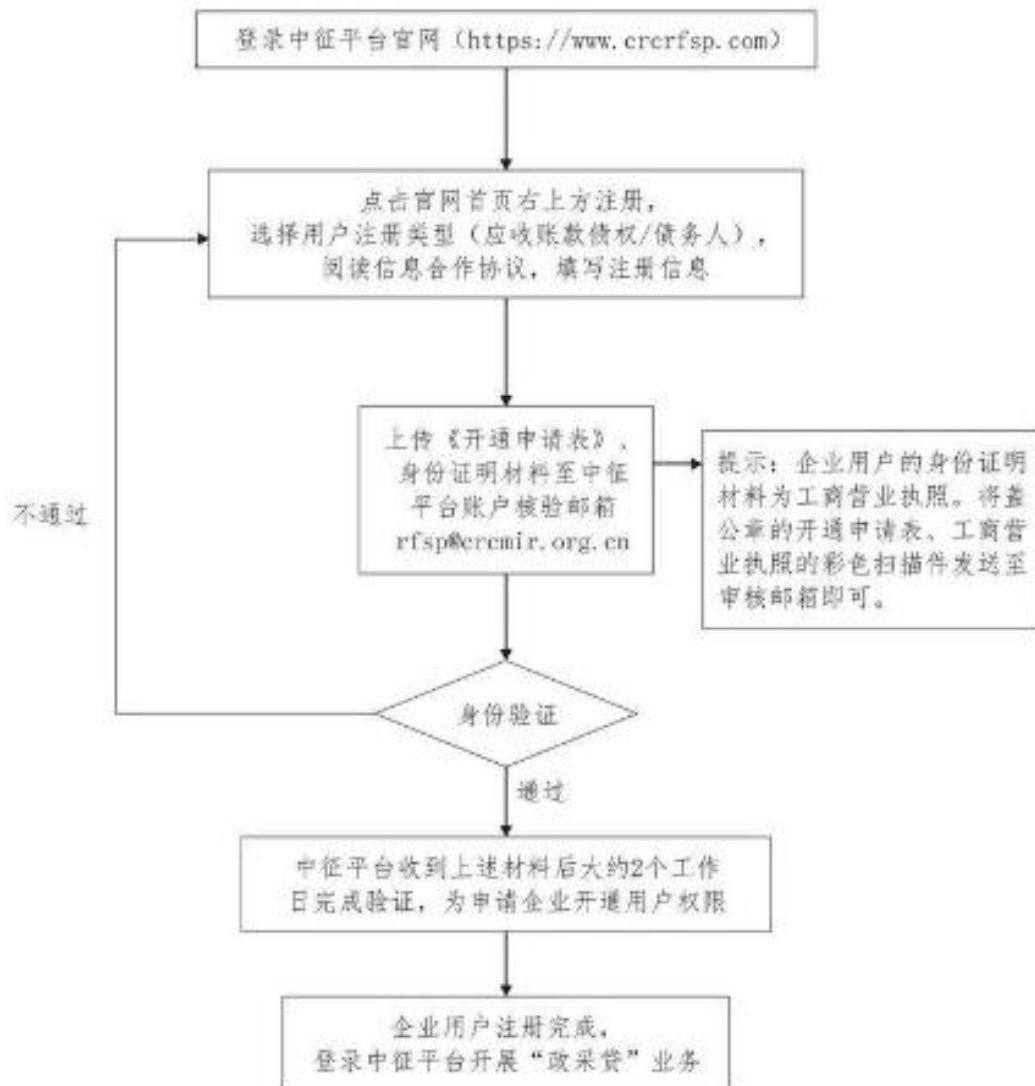 登录中征平台官网（https://www.crcrfsp.com）
点击官网首页右上方注册，
选择用户注册类型（应收账款债权/债务人），
阅读信息合作协议，填写注册信息
上传《开通申请表》、
身份证明材料至中征
平台账户核验邮箱
rfsp@crcmir.org.cn
提示：企业用户的身份证明
材料为工商营业执照。将盖
公章的开通申请表、工商营
业执照的彩色扫描件发送至
审核邮箱即可。
不通过
身份验证
通过
中征平台收到上述材料后大约2个工作
日完成验证，为申请企业开通用户权限
企业用户注册完成，
登录中征平台开展“政采贷”业务